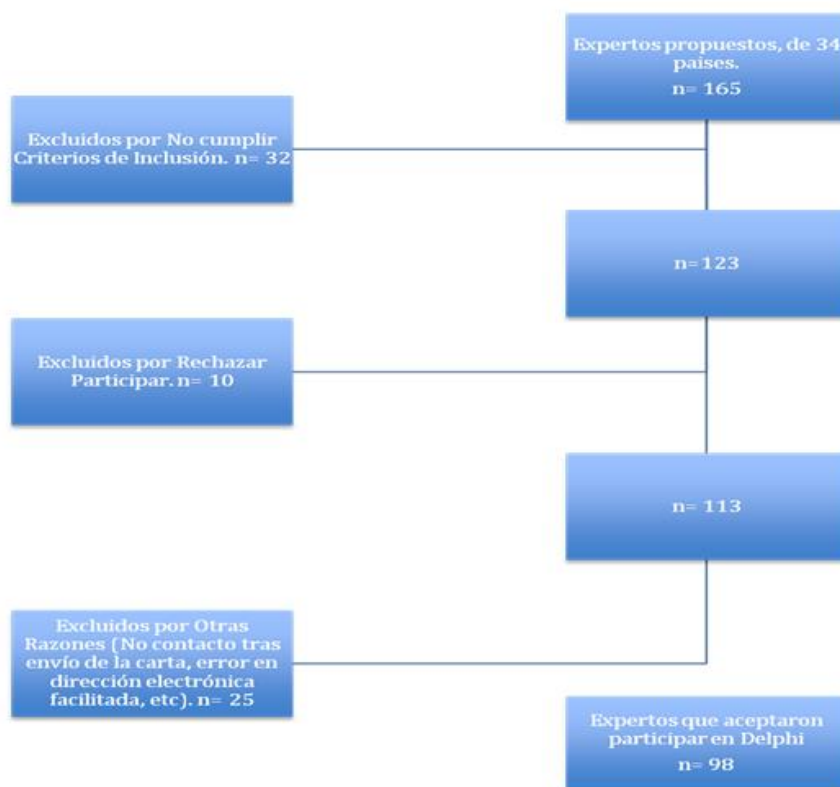 Expertos propuestos, de 34
países.
n= 165
Excluidos por No cumplir
Criterios de Inclusión. n= 32
n=123
Excluidos por Rechazar
Participar. n= 10
n= 113
Excluidos por Otras
Razones (No contacto tras
envío de la carta, error en
dirección electrónica
facilitada, etc). n= 25
Expertos que aceptaron
participar en Delphi
n= 98